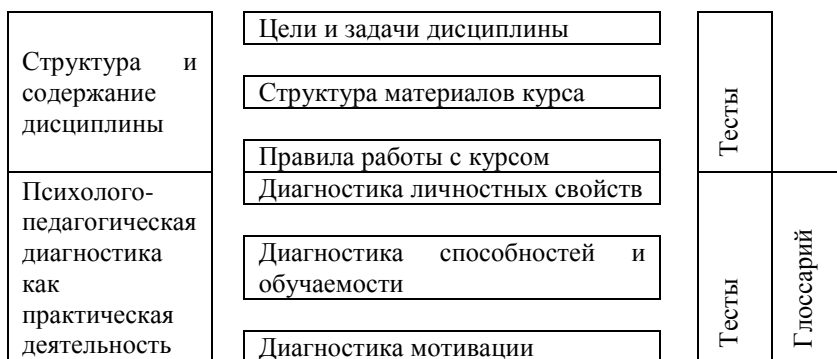 Структура и
содержание
дисциплины
Цели и задачи дисциплины
Структура материалов курса
Правила работы с курсом
Тесты
Психолого-
педагогическая
диагностика
как
практическая
деятельность
Диагностика личностных свойств
Диагностика способностей и
обучаемости
Диагностика мотивации
Тесты
Глоссарий